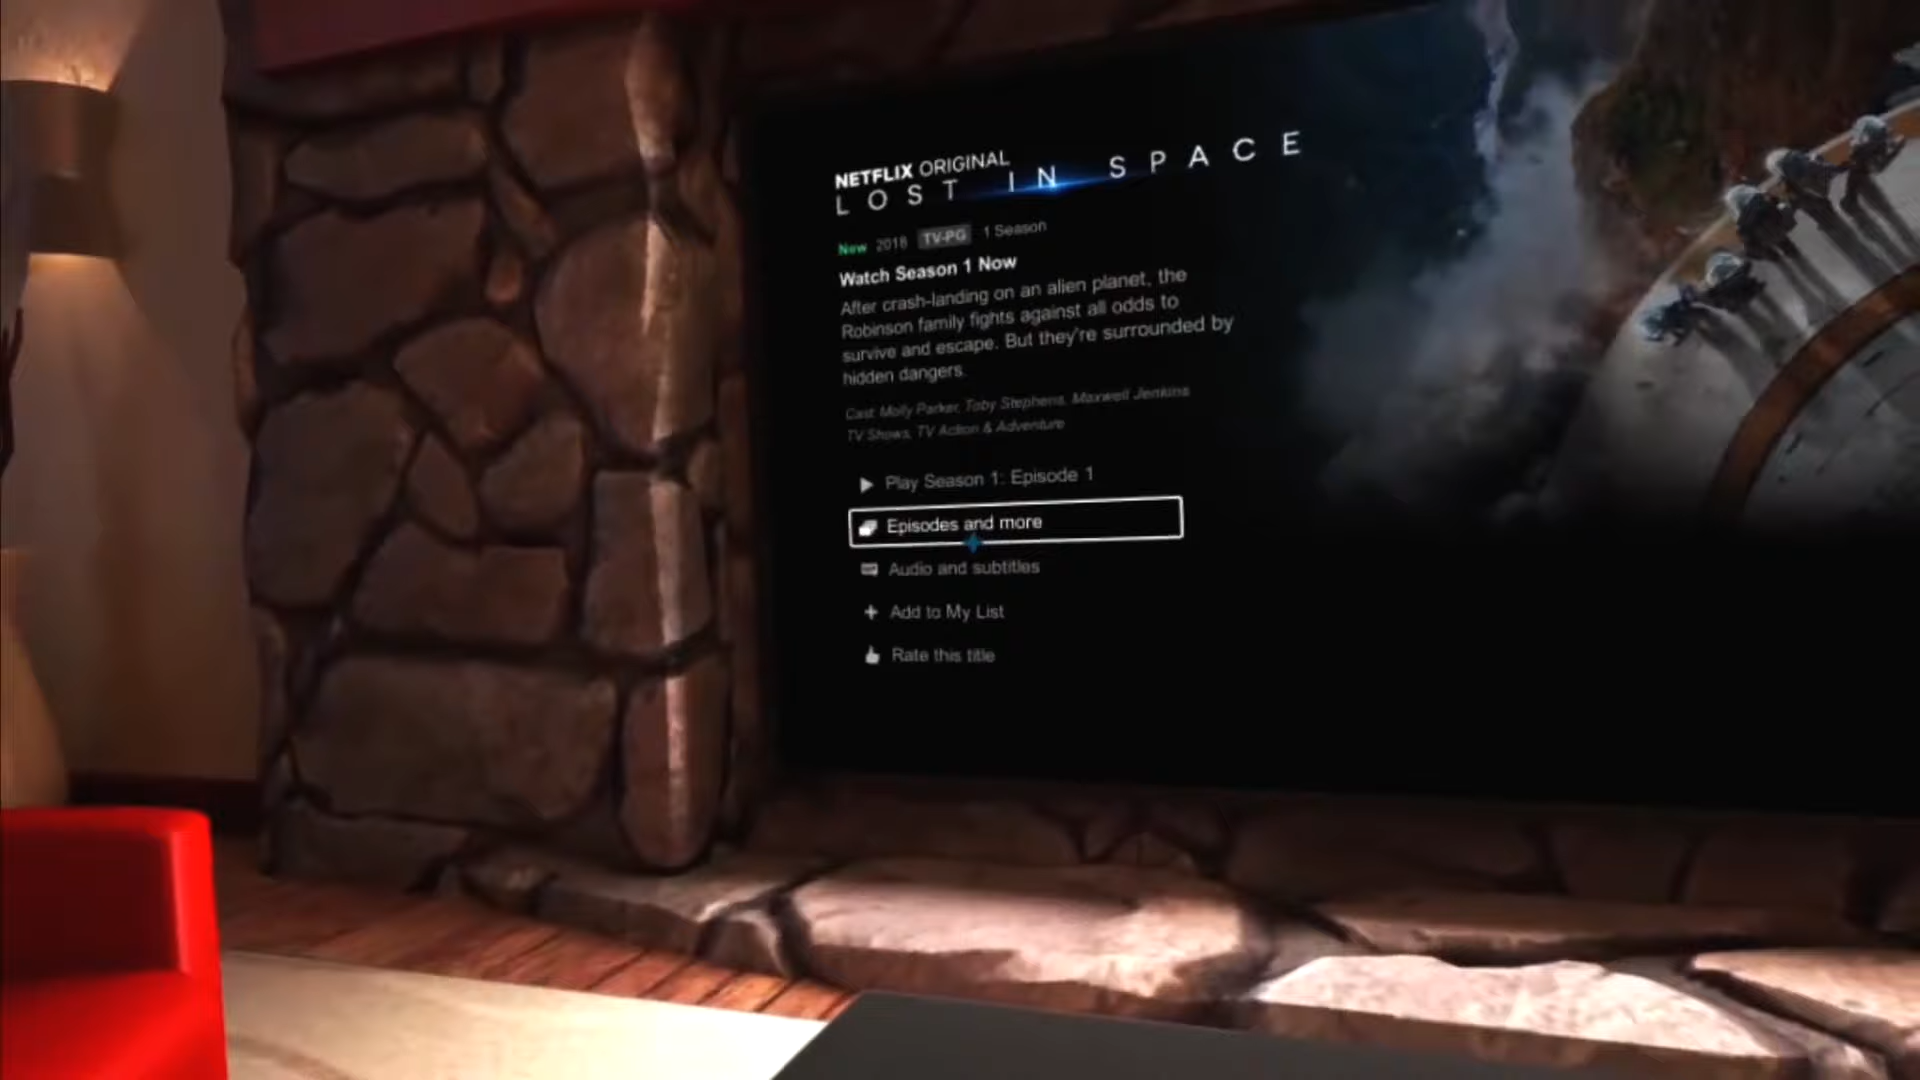 NETFLIX ORIGINAL
LOST IN SPACE
New 2018 TV-PG 1 Season
Watch Season 1 Now
After crash-landing on an alien planet, the
Robinson family fights against all odds to
survive and escape. But they're surrounded by
hidden dangers.
Cast: Molly Parker, Toby Stephens, Maxwell Jenkins
TV Shows, TV Action & Adventure
Play Season 1: Episode 1
Episodes and more
Audio and subtitles
Add to My List
Rate this title